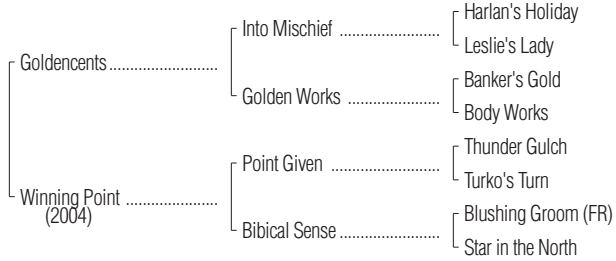 Harlan's Holiday
Into Mischief ....................
Leslie's Lady
Goldencents ......................
Banker's Gold
Golden Works ..................
Body Works
Thunder Gulch
Point Given ......................
Turko's Turn
Winning Point ..................
(2004)
Blushing Groom (FR)
Bibical Sense ....................
Star in the North